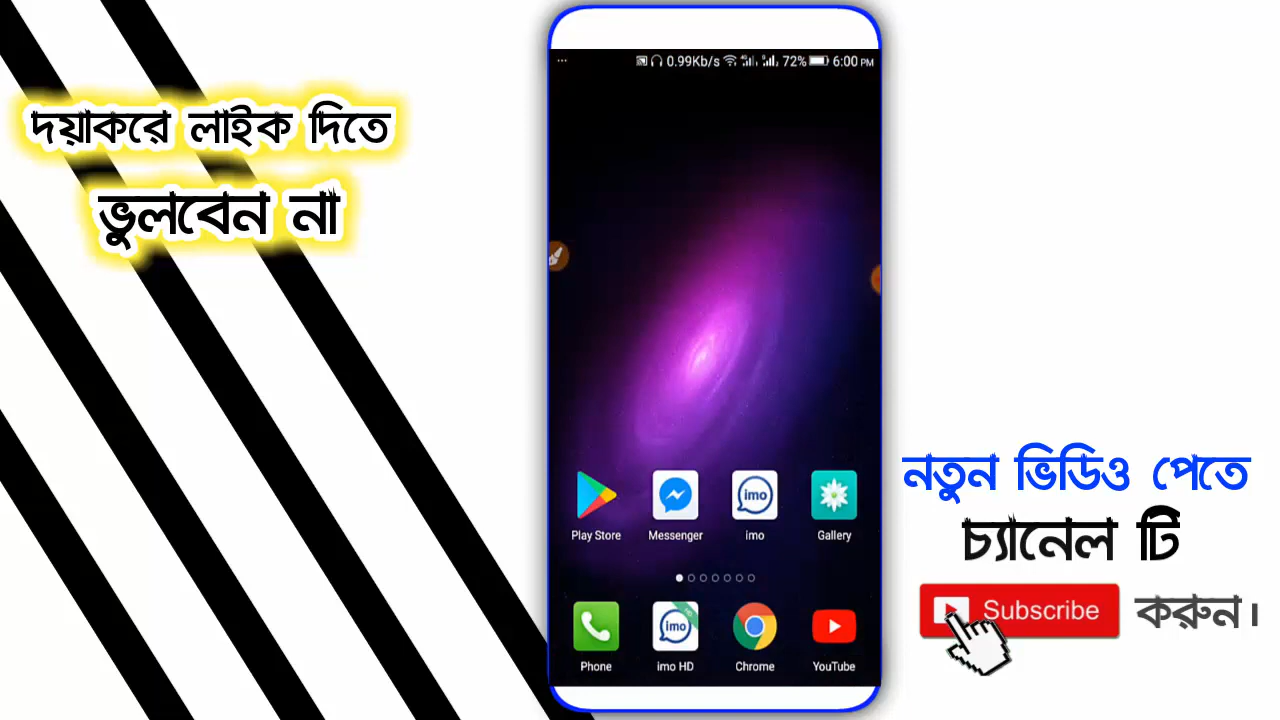 দয়াকরে লাইক দিতে
ভুলবেন না
... 0.99Kb/s 72% 6:00 PM
Play Store Messenger imo Gallery
Phone imo HD Chrome YouTube
নতুন ভিডিও পেতে
চ্যানেল টি
Subscribe করুন।